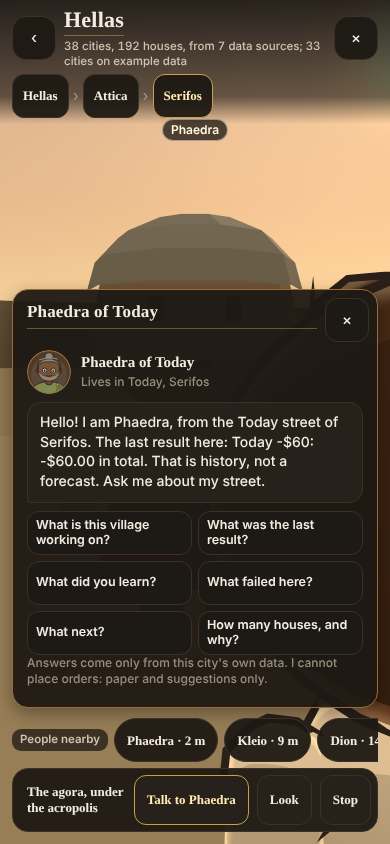 ‹
Hellas
38 cities, 192 houses, from 7 data sources; 33
cities on example data
×
Hellas › Attica › Serifos
Phaedra
Phaedra of Today
×
Phaedra of Today
Lives in Today, Serifos
Hello! I am Phaedra, from the Today street of
Serifos. The last result here: Today -$60:
-$60.00 in total. That is history, not a
forecast. Ask me about my street.
What is this village
working on?
What was the last
result?
What did you learn?
What failed here?
What next?
How many houses, and
why?
Answers come only from this city's own data. I cannot
place orders: paper and suggestions only.
People nearby
Phaedra · 2 m
Kleio · 9 m
Dion ·
The agora, under
the acropolis
Talk to Phaedra
Look
Stop